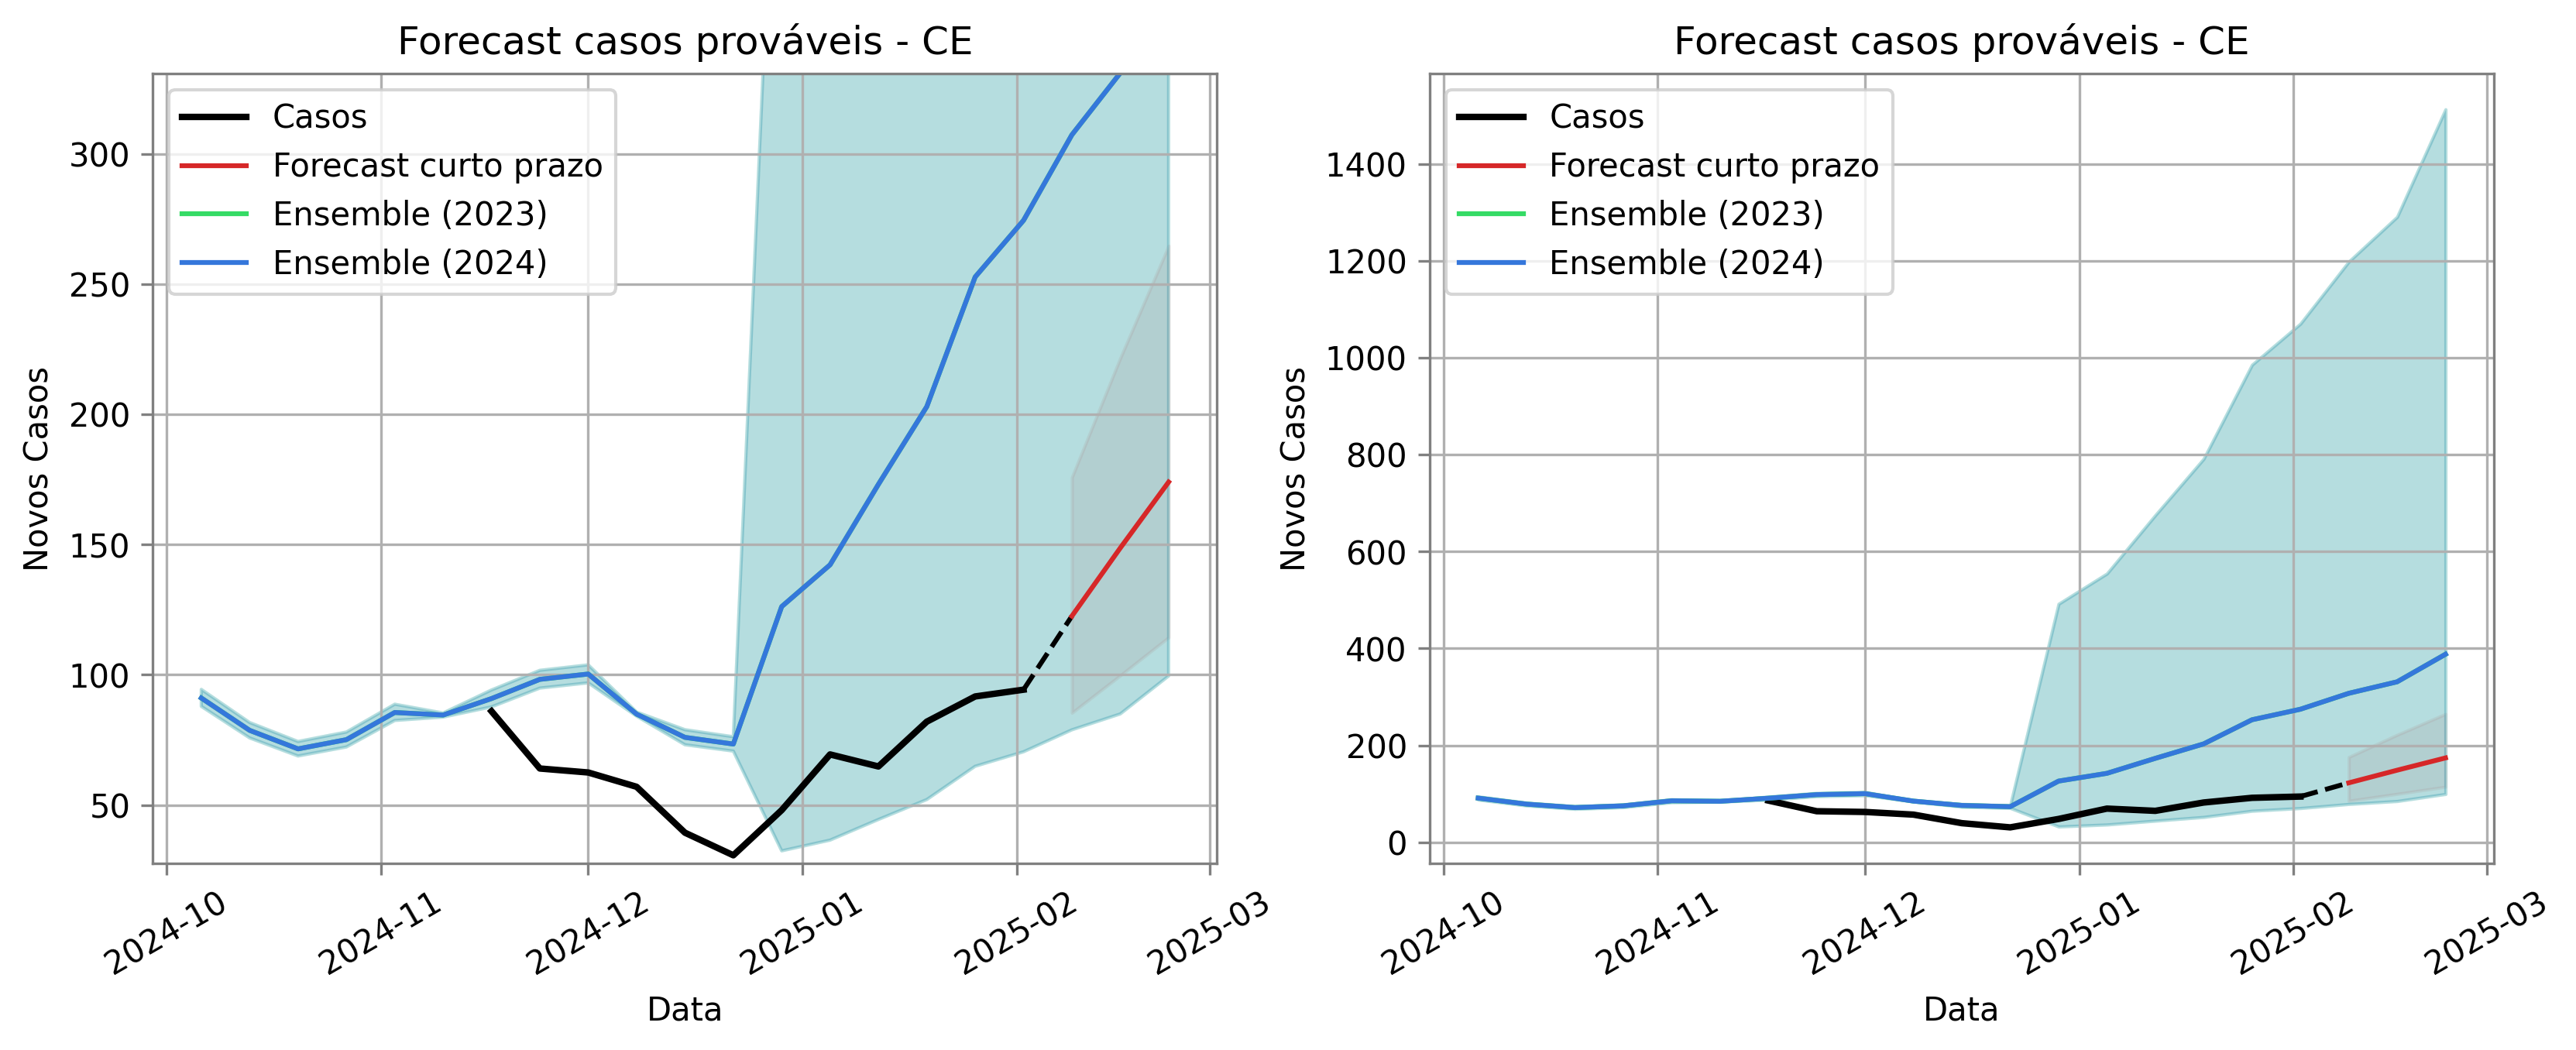 Forecast casos prováveis - CE
Novos Casos
300
250
200
150
100
50
Casos
Forecast curto prazo
Ensemble (2023)
Ensemble (2024)
2024-10
2024-11
2024-12
2025-01
2025-02
2025-03
Data
Forecast casos prováveis - CE
Novos Casos
1400
1200
1000
800
600
400
200
0
Casos
Forecast curto prazo
Ensemble (2023)
Ensemble (2024)
2024-10
2024-11
2024-12
2025-01
2025-02
2025-03
Data